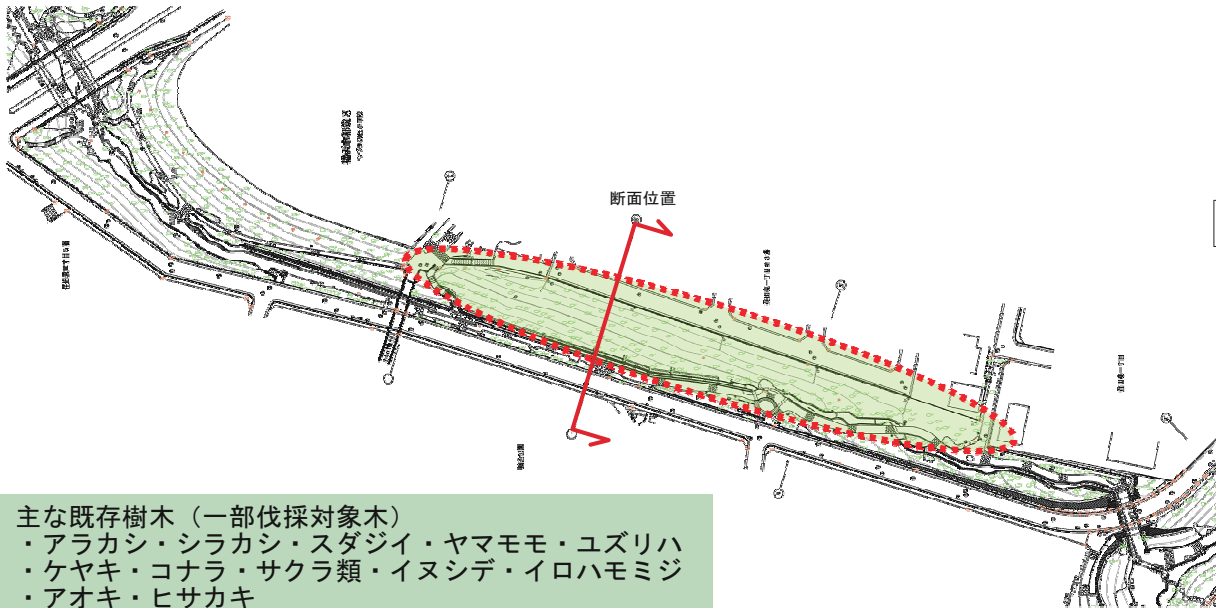 断面位置
主な既存樹木（一部伐採対象木）
・アラカシ・シラカシ・スダジイ・ヤマモモ・ユズリハ
・ケヤキ・コナラ・サクラ類・イヌシデ・イロハモミジ
・アオキ・ヒサカキ